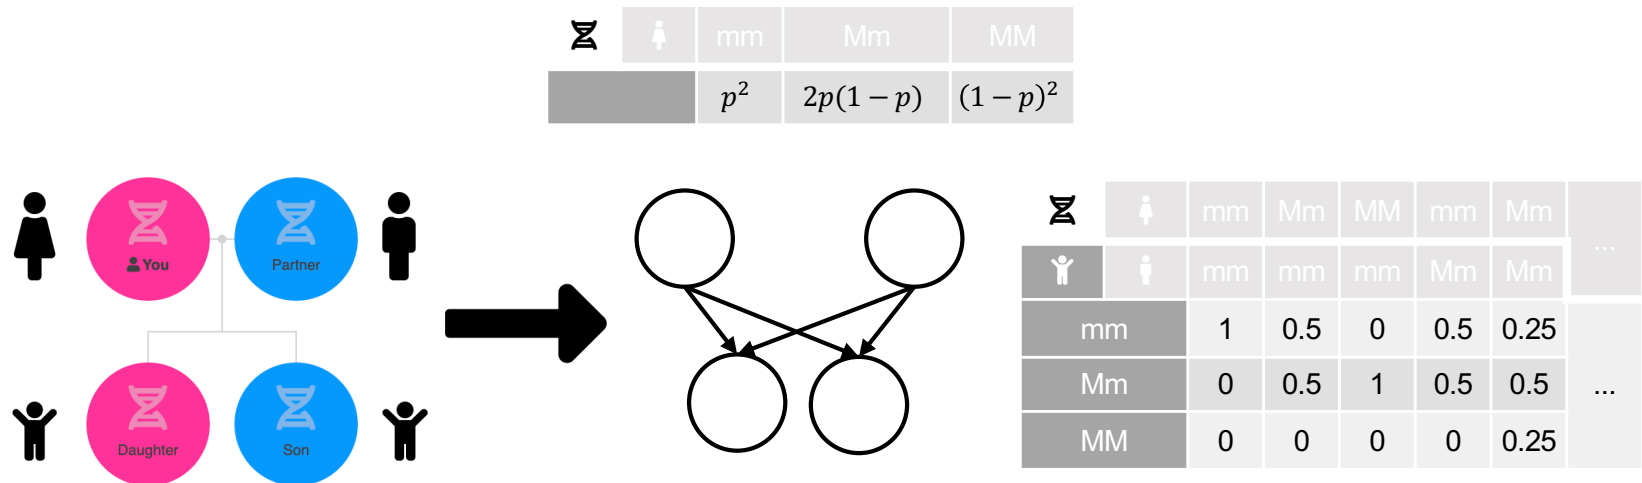 mm Mm MM
p² 2p(1 − p) (1 − p)²
You Partner
Daughter Son
mm Mm MM mm Mm ...
mm mm mm Mm Mm
mm 1 0.5 0 0.5 0.25
Mm 0 0.5 1 0.5 0.5 ...
MM 0 0 0 0 0.25